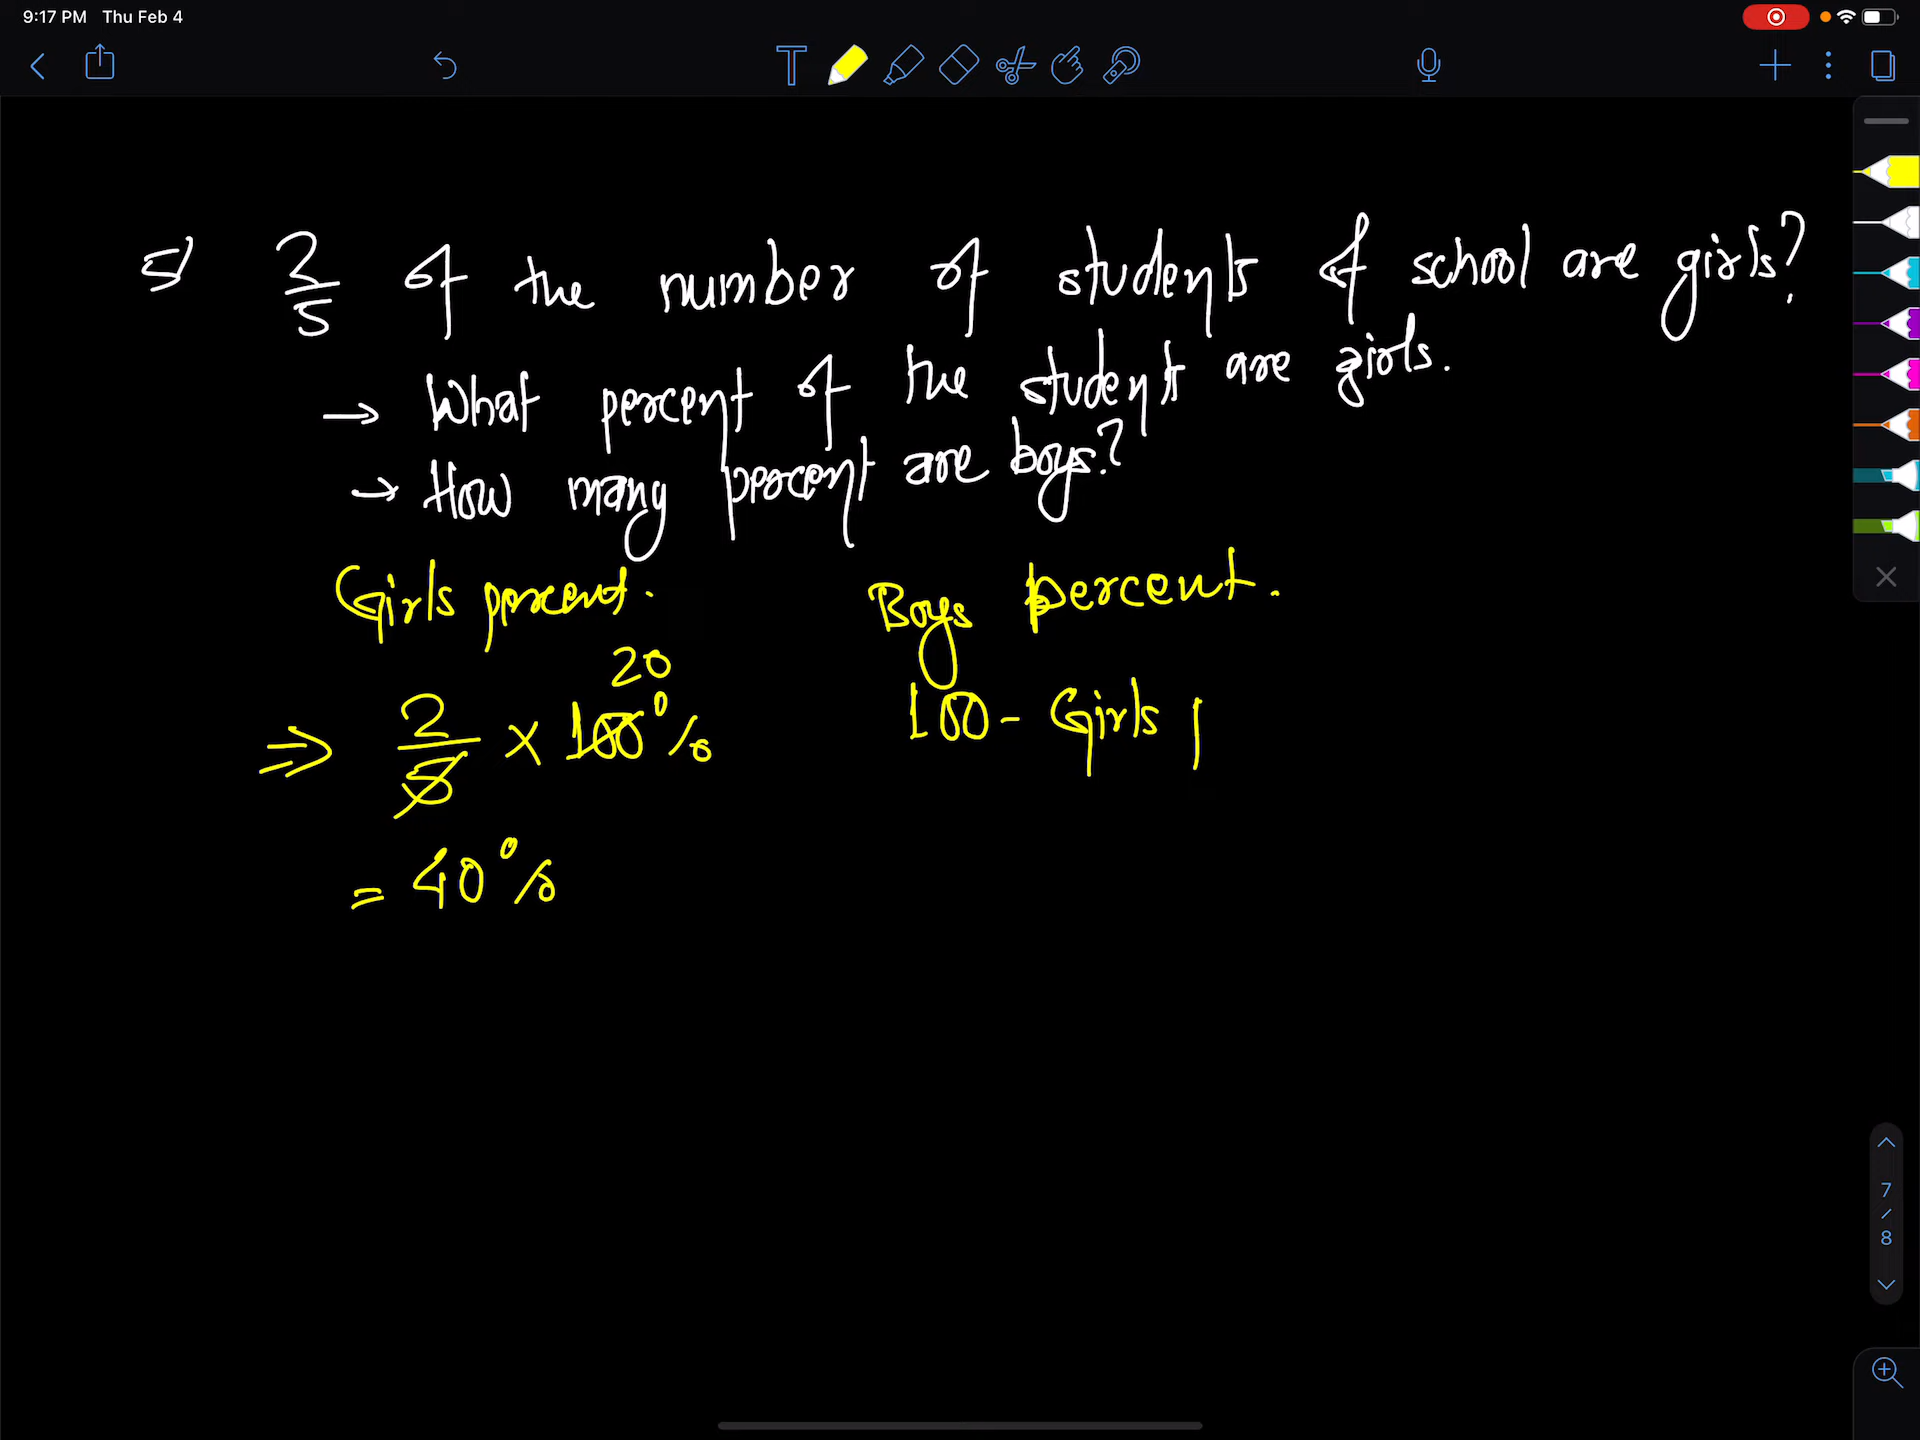 9:17 PM Thu Feb 4
5) 2/5 of the number of students of school are girls?
→ What percent of the students are girls.
→ How many percent are boys?
Girls percent. Boys percent.
20
⇒ 2/5 × 100% 100 - Girls p
= 40%
7
/
8